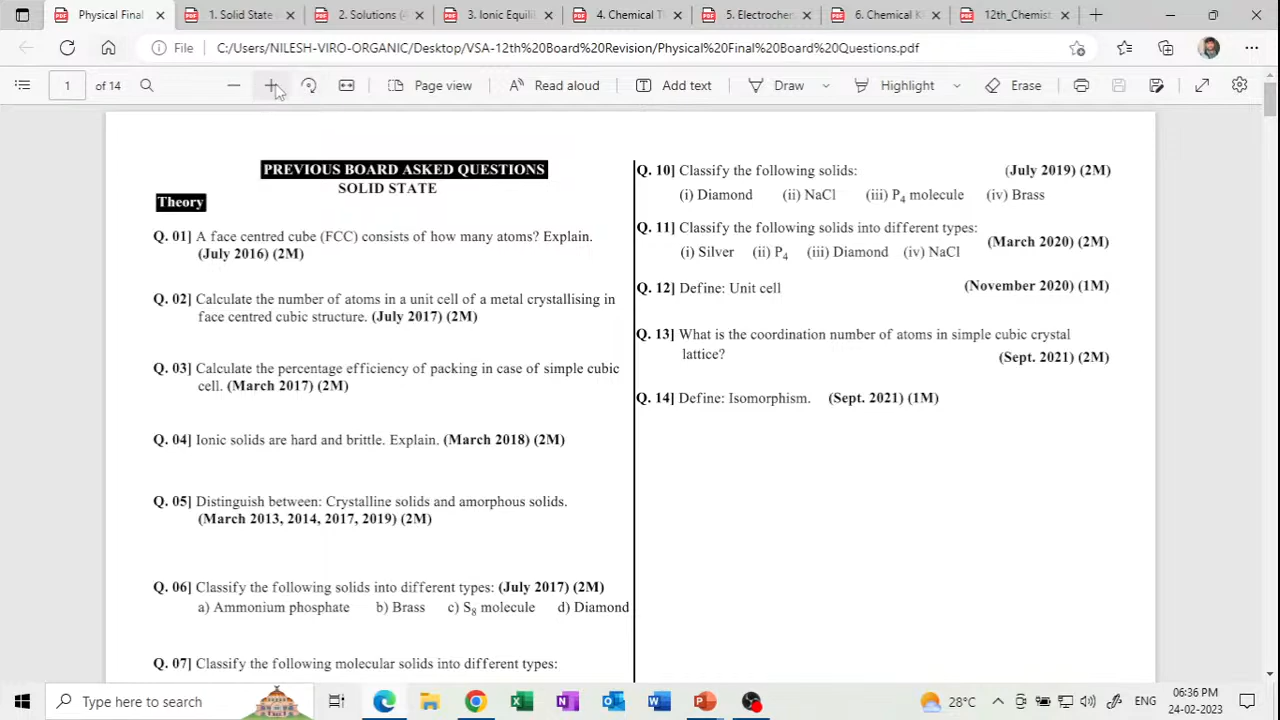 Physical Final
1. Solid State
2. Solutions (4
3. Ionic Equilib
4. Chemical T
5. Electrochem
6. Chemical K
12th_Chemist
File
C:/Users/NILESH-VIRO-ORGANIC/Desktop/VSA-12th%20Board%20Revision/Physical%20Final%20Board%20Questions.pdf
1 of 14
Page view
Read aloud
Add text
Draw
Highlight
Erase
PREVIOUS BOARD ASKED QUESTIONS
SOLID STATE
Theory
Q. 01] A face centred cube (FCC) consists of how many atoms? Explain.
(July 2016) (2M)
Q. 02] Calculate the number of atoms in a unit cell of a metal crystallising in
face centred cubic structure. (July 2017) (2M)
Q. 03] Calculate the percentage efficiency of packing in case of simple cubic
cell. (March 2017) (2M)
Q. 04] Ionic solids are hard and brittle. Explain. (March 2018) (2M)
Q. 05] Distinguish between: Crystalline solids and amorphous solids.
(March 2013, 2014, 2017, 2019) (2M)
Q. 06] Classify the following solids into different types: (July 2017) (2M)
a) Ammonium phosphate b) Brass c) S8 molecule d) Diamond
Q. 07] Classify the following molecular solids into different types:
Q. 10] Classify the following solids: (July 2019) (2M)
(i) Diamond (ii) NaCl (iii) P4 molecule (iv) Brass
Q. 11] Classify the following solids into different types:
(March 2020) (2M)
(i) Silver (ii) P4 (iii) Diamond (iv) NaCl
Q. 12] Define: Unit cell (November 2020) (1M)
Q. 13] What is the coordination number of atoms in simple cubic crystal
lattice? (Sept. 2021) (2M)
Q. 14] Define: Isomorphism. (Sept. 2021) (1M)
Type here to search
28°C
ENG
06:36 PM
24-02-2023